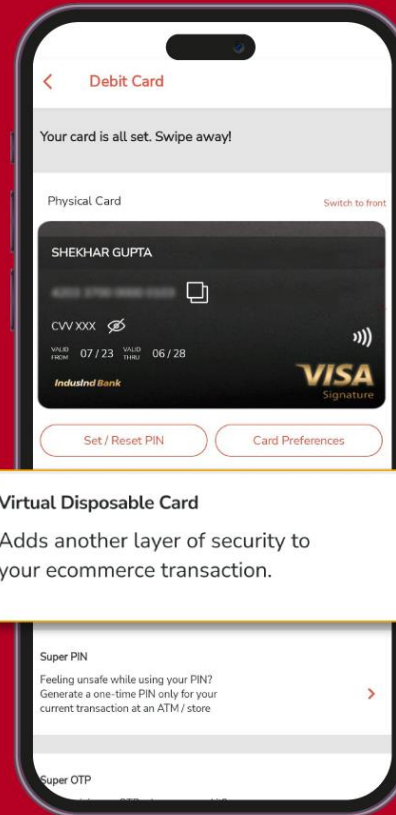 Debit Card
Your card is all set. Swipe away!
Physical Card
Switch to front
SHEKHAR GUPTA
CVV XXX
VALID FROM 07 / 23 VALID THRU 06 / 28
IndusInd Bank
VISA
Signature
Set / Reset PIN
Card Preferences
Virtual Disposable Card
Adds another layer of security to
your ecommerce transaction.
Super PIN
Feeling unsafe while using your PIN?
Generate a one-time PIN only for your
current transaction at an ATM / store
Super OTP